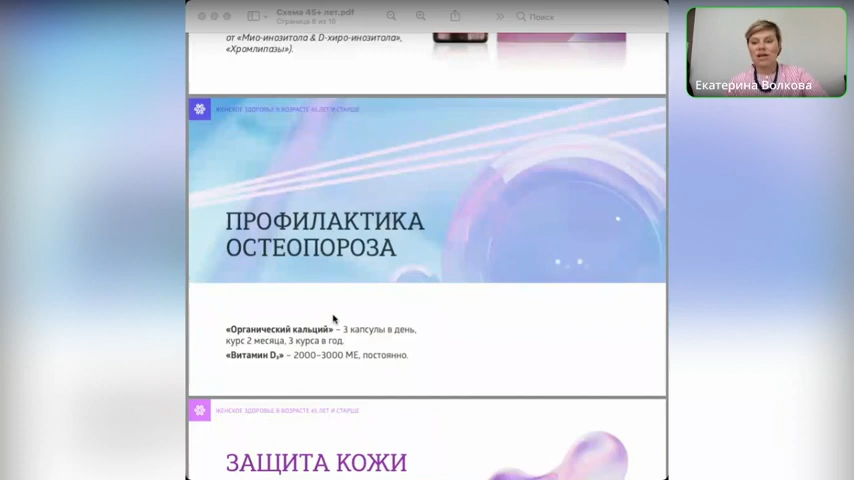 Схема 45+ лет.pdf
Страница 8 из 10
Поиск
от «Мио-инозитола & D-хиро-инозитола»,
«Хромлипазы»).
Екатерина Волкова
ЖЕНСКОЕ ЗДОРОВЬЕ В ВОЗРАСТЕ 45 ЛЕТ И СТАРШЕ
ПРОФИЛАКТИКА
ОСТЕОПОРОЗА
«Органический кальций» – 3 капсулы в день,
курс 2 месяца, 3 курса в год.
«Витамин D₃» – 2000–3000 МЕ, постоянно.
ЖЕНСКОЕ ЗДОРОВЬЕ В ВОЗРАСТЕ 45 ЛЕТ И СТАРШЕ
ЗАЩИТА КОЖИ